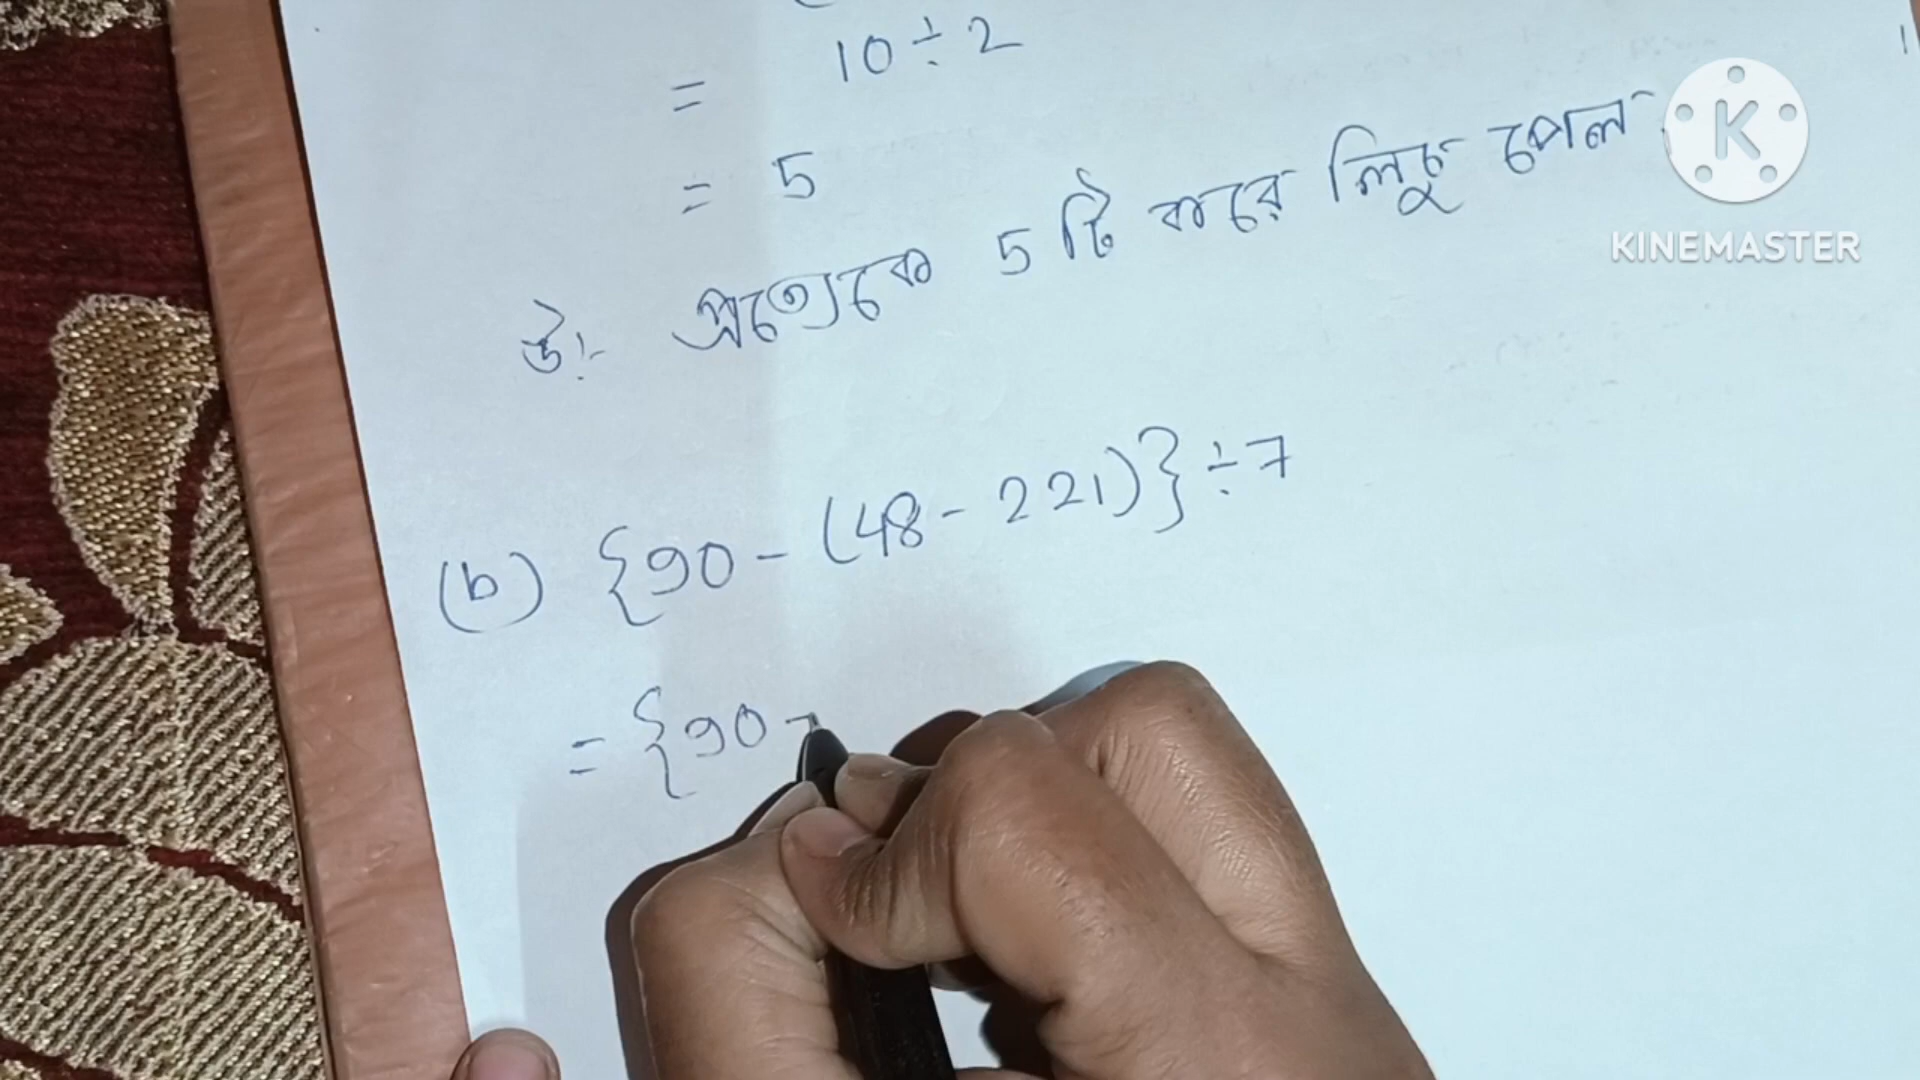 = 10÷2
= 5
উঃ- প্রত্যেকে 5 টি করে লিচু পেল
(b) {90 - (48 - 221)} ÷ 7
= {90 -
K
KINEMASTER